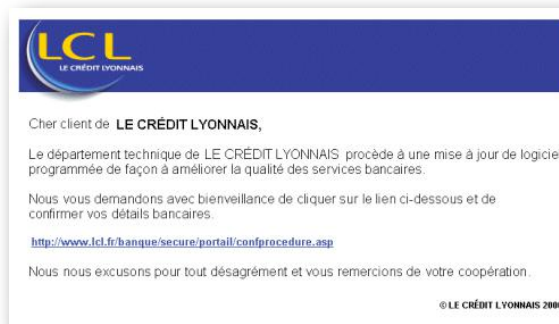 LCL
LE CRÉDIT LYONNAIS
Cher client de LE CRÉDIT LYONNAIS,
Le département technique de LE CRÉDIT LYONNAIS procède à une mise à jour de logicie
programmée de façon à améliorer la qualité des services bancaires.
Nous vous demandons avec bienveillance de cliquer sur le lien ci-dessous et de
confirmer vos détails bancaires.
http://www.lcl.fr/banque/secure/portail/confprocedure.asp
Nous nous excusons pour tout désagrément et vous remercions de votre coopération.
© LE CRÉDIT LYONNAIS